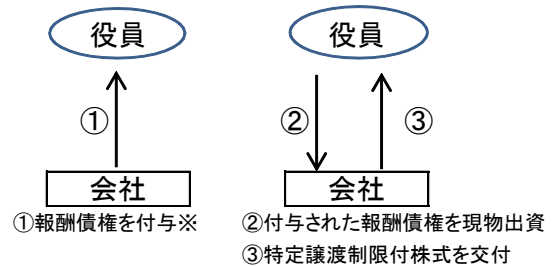 役員
役員
①
②
③
会社
会社
①報酬債権を付与※
②付与された報酬債権を現物出資
③特定譲渡制限付株式を交付